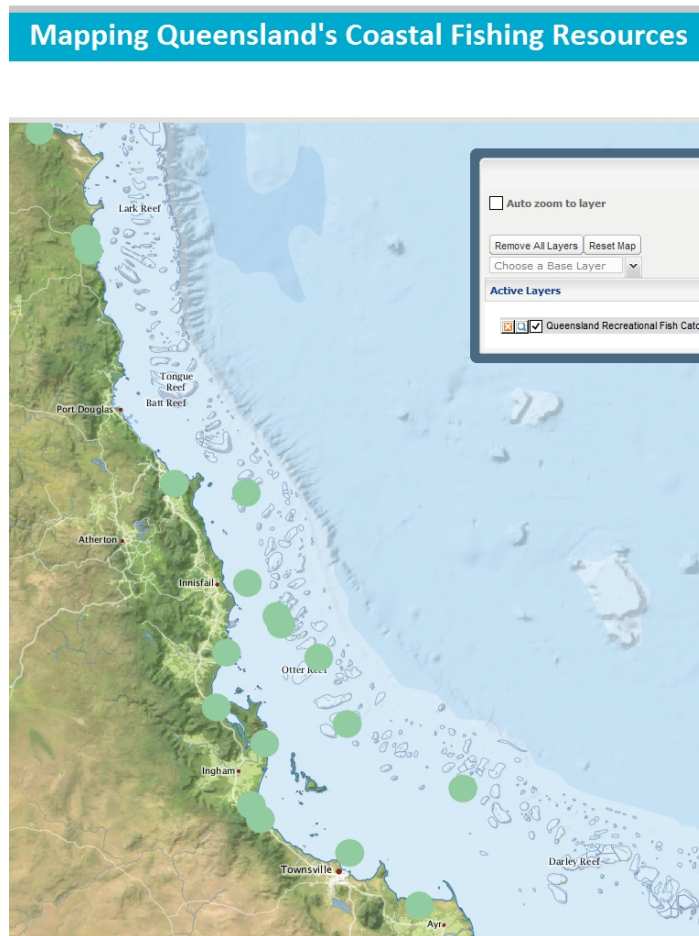 Mapping Queensland's Coastal Fishing Resources
Lark Reef
Auto zoom to layer
Remove All Layers Reset Map
Choose a Base Layer
Active Layers
Queensland Recreational Fish Catc
Tongue
Reef
Batt Reef
Port Douglas
Atherton
Innisfail
Otter Reef
Ingham
Darley Reef
Townsville
Ayr